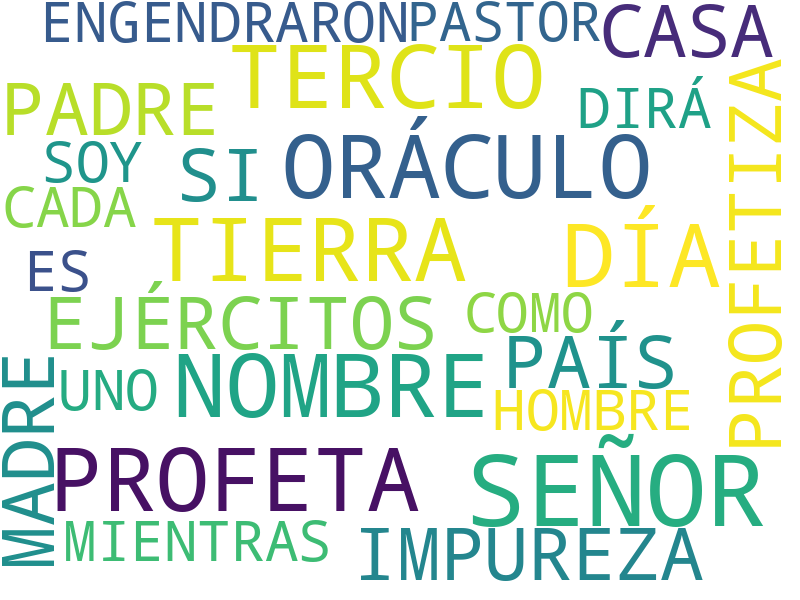 ENGENDRARON PASTOR CASA
TERCIO
PADRE DIRÁ
SOY SI ORÁCULO
CADA
TIERRA DÍA
ES
EJÉRCITOS COMO
PROFETIZA
UNO NOMBRE PAÍS
HOMBRE
MADRE
PROFETA SEÑOR
MIENTRAS IMPUREZA